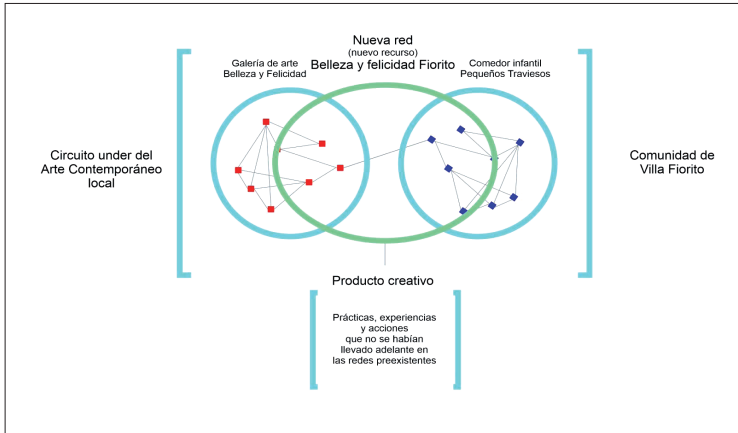 Nueva red
(nuevo recurso)
Belleza y felicidad Fiorito
Galería de arte
Belleza y Felicidad
Comedor infantil
Pequeños Traviesos
Circuito under del
Arte Contemporáneo
local
Comunidad de
Villa Fiorito
Producto creativo
Prácticas, experiencias
y acciones
que no se habían
llevado adelante en
las redes preexistentes